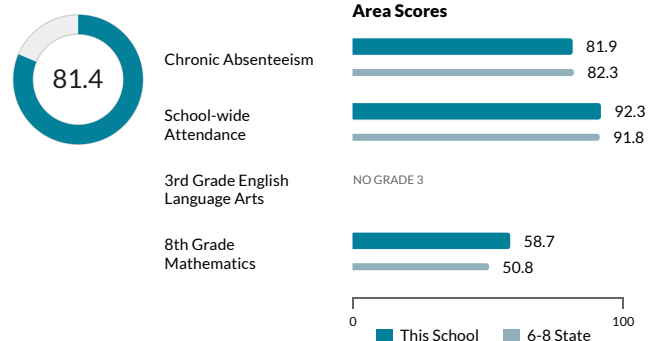 Area Scores
81.4
Chronic Absenteeism
81.9
82.3
School-wide
Attendance
92.3
91.8
3rd Grade English
Language Arts
NO GRADE 3
8th Grade
Mathematics
58.7
50.8
0
100
This School
6-8 State